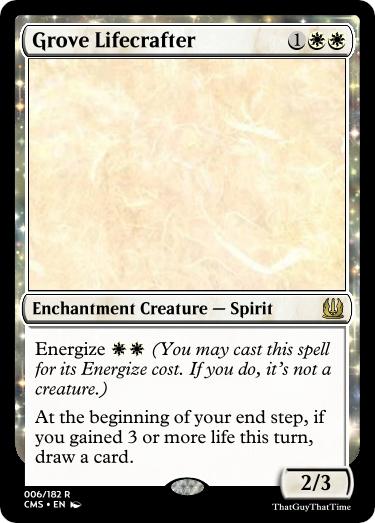 Grove Lifecrafter 1
Enchantment Creature — Spirit
Energize (You may cast this spell
for its Energize cost. If you do, it's not a
creature.)
At the beginning of your end step, if
you gained 3 or more life this turn,
draw a card.
2/3
006/182 R
CMS • EN
ThatGuyThatTime